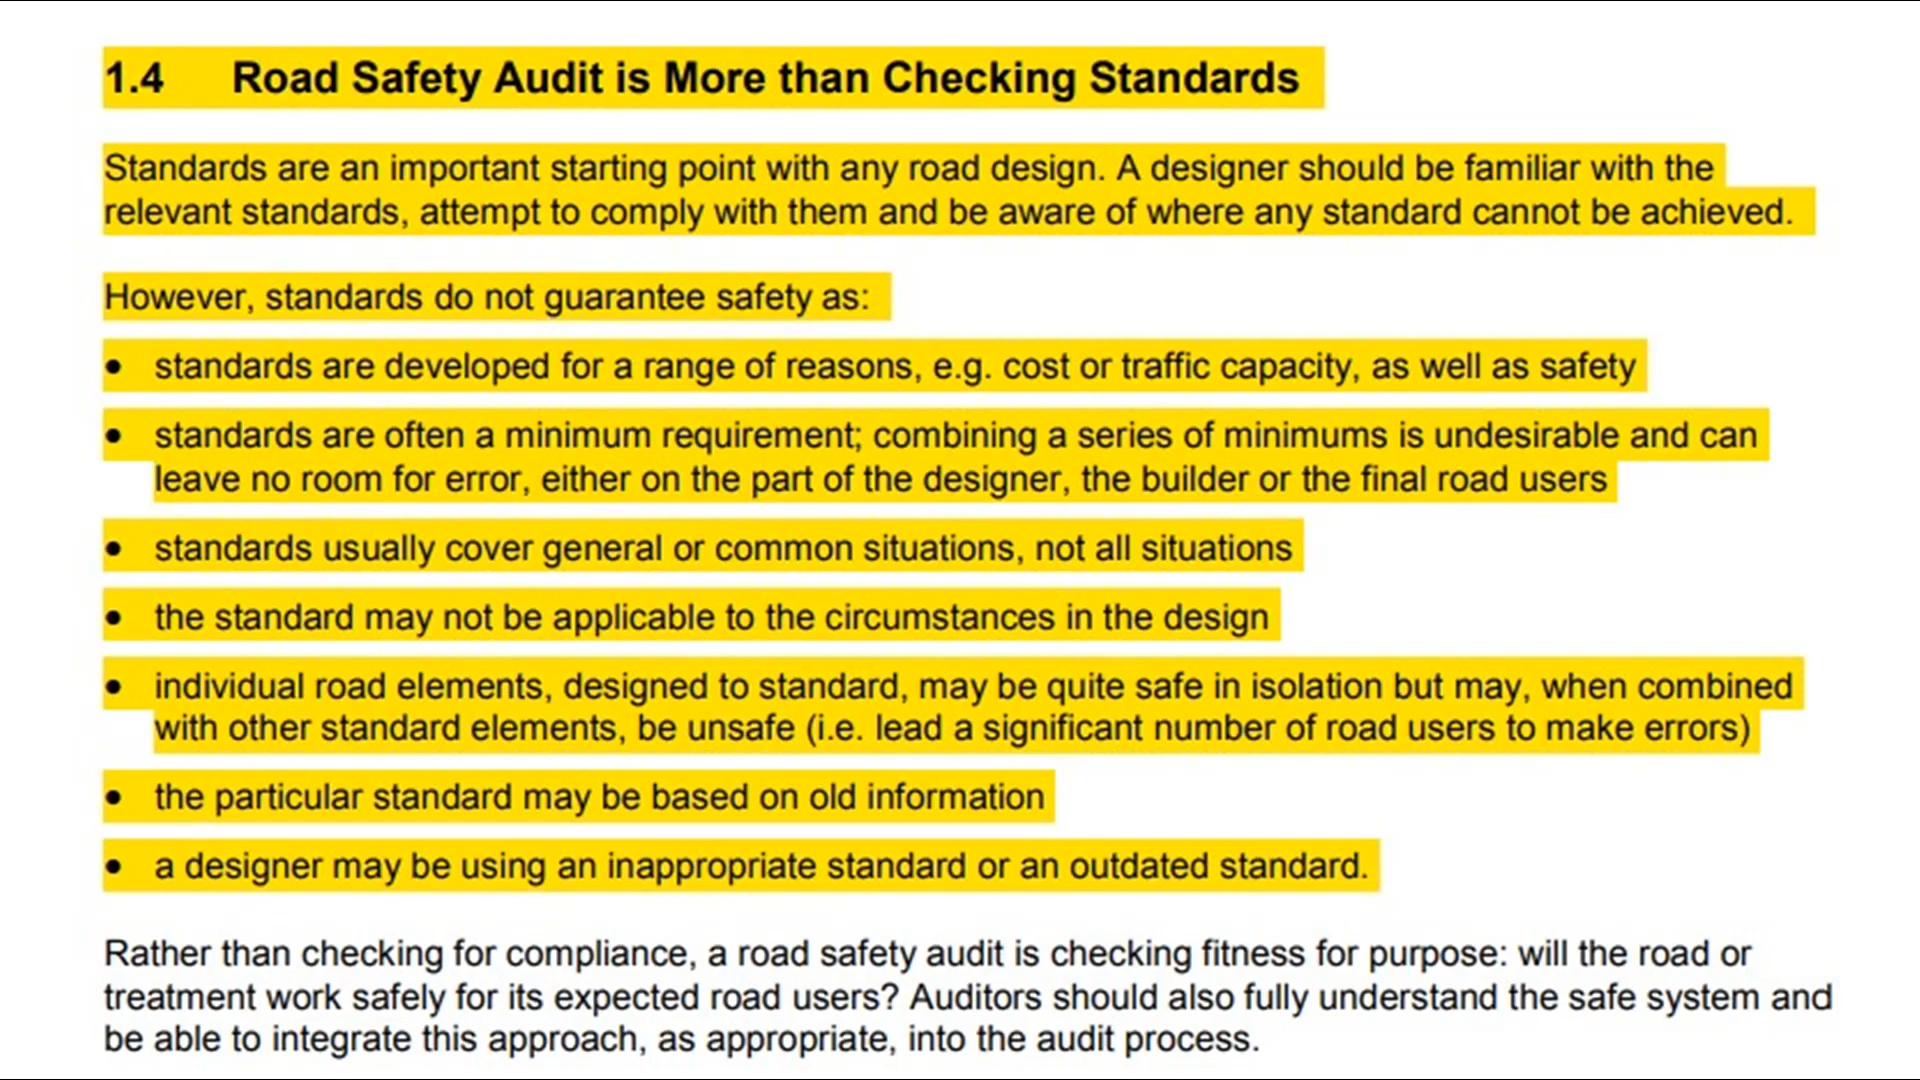 1.4 Road Safety Audit is More than Checking Standards
Standards are an important starting point with any road design. A designer should be familiar with the
relevant standards, attempt to comply with them and be aware of where any standard cannot be achieved.
However, standards do not guarantee safety as:
• standards are developed for a range of reasons, e.g. cost or traffic capacity, as well as safety
• standards are often a minimum requirement; combining a series of minimums is undesirable and can
leave no room for error, either on the part of the designer, the builder or the final road users
• standards usually cover general or common situations, not all situations
• the standard may not be applicable to the circumstances in the design
• individual road elements, designed to standard, may be quite safe in isolation but may, when combined
with other standard elements, be unsafe (i.e. lead a significant number of road users to make errors)
• the particular standard may be based on old information
• a designer may be using an inappropriate standard or an outdated standard.
Rather than checking for compliance, a road safety audit is checking fitness for purpose: will the road or
treatment work safely for its expected road users? Auditors should also fully understand the safe system and
be able to integrate this approach, as appropriate, into the audit process.